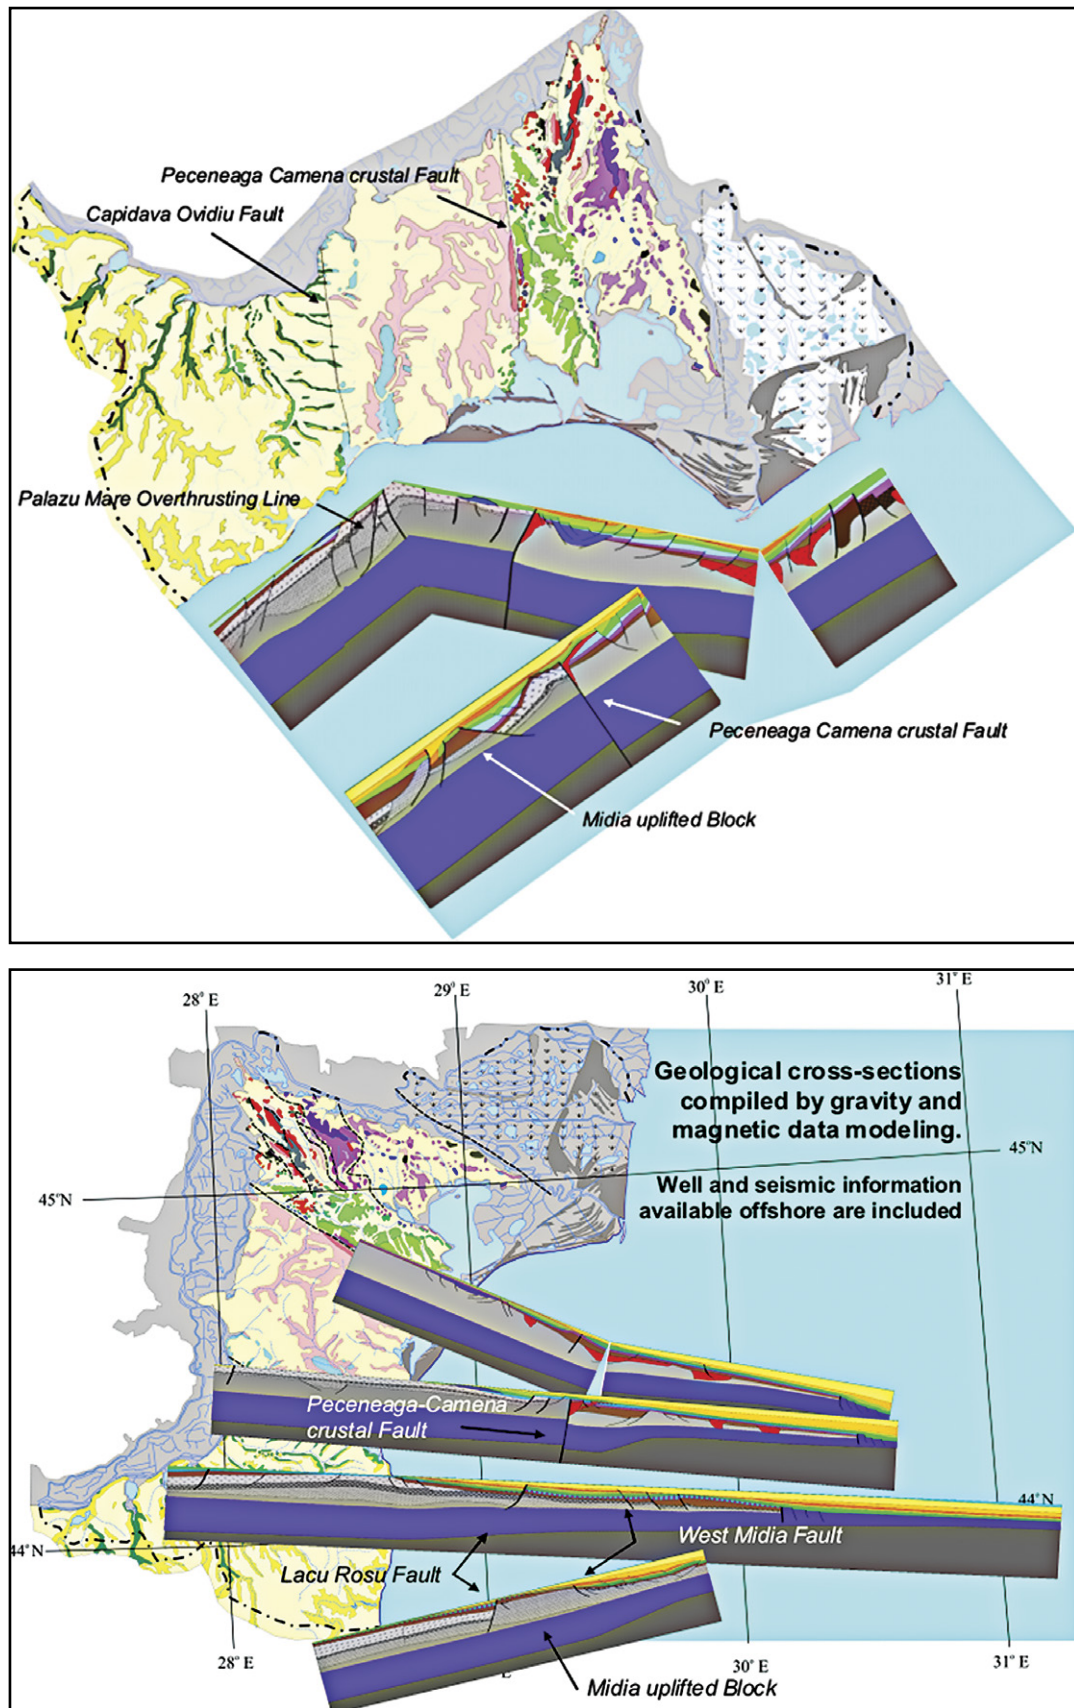 Peceneaga Camena crustal Fault
Capidava Ovidiu Fault
Palazu Mare Overthrusting Line
Peceneaga Camena crustal Fault
Midia uplifted Block
28° E
29° E
30° E
31° E
Geological cross-sections
compiled by gravity and
magnetic data modeling.
45°N
Well and seismic information
available offshore are included
45°N
Peceneaga-Camena
crustal Fault
44°N
West Midia Fault
44°N
Lacu Rosu Fault
28° E
E
30° E
31° E
Midia uplifted Block